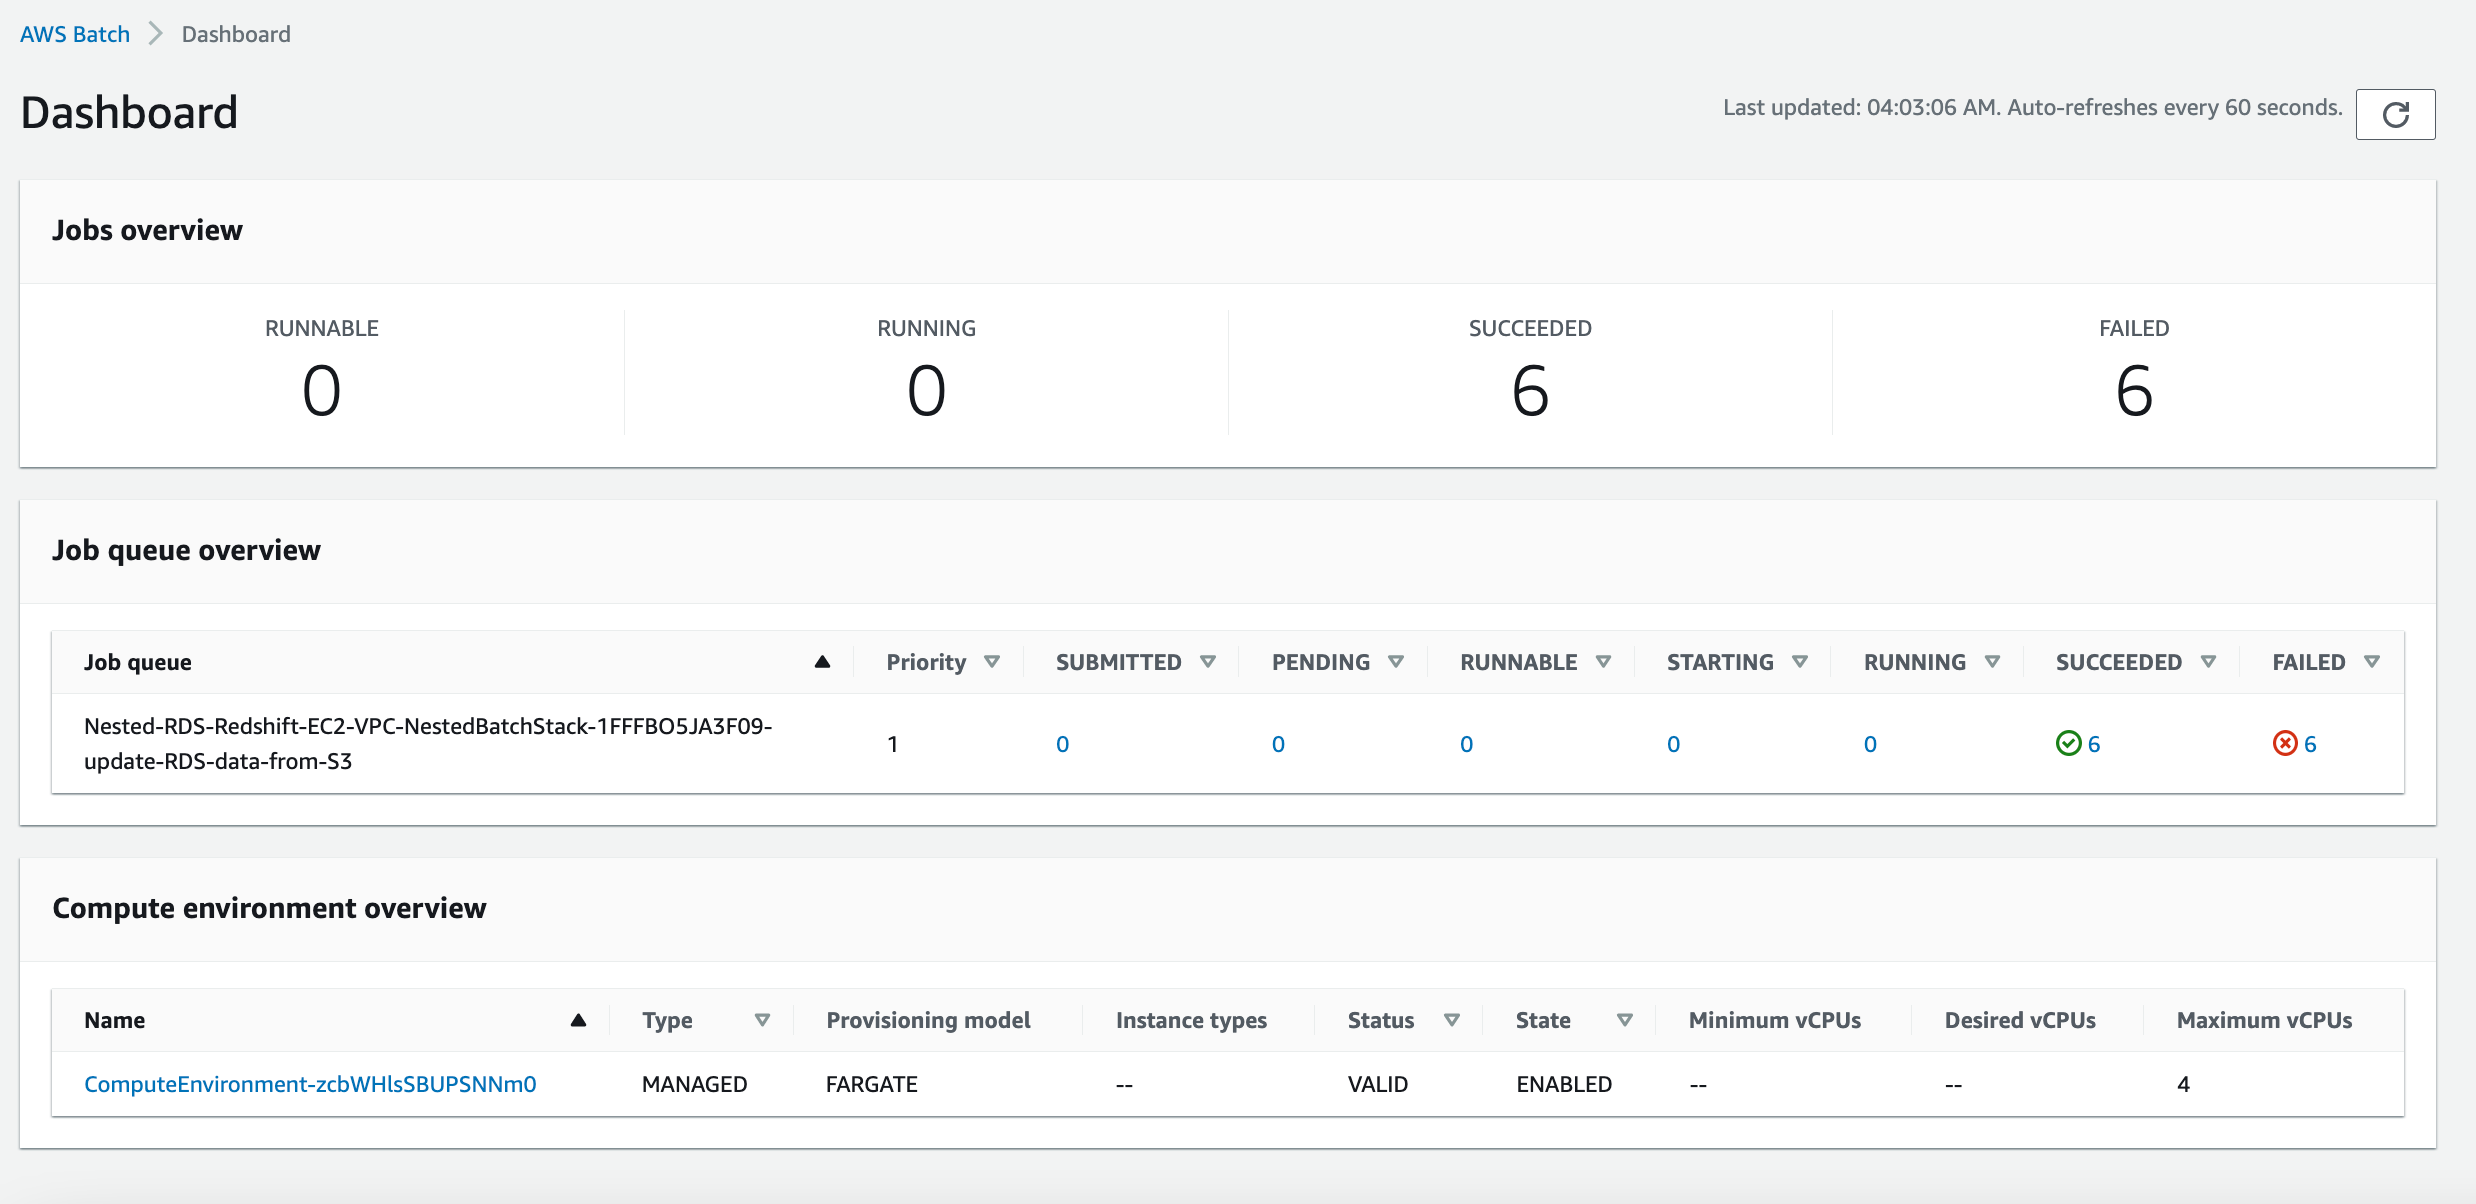 AWS Batch > Dashboard
Dashboard
Last updated: 04:03:06 AM. Auto-refreshes every 60 seconds.
Jobs overview
RUNNABLE RUNNING SUCCEEDED FAILED
0 0 6 6
Job queue overview
Job queue Priority SUBMITTED PENDING RUNNABLE STARTING RUNNING SUCCEEDED FAILED
Nested-RDS-Redshift-EC2-VPC-NestedBatchStack-1FFFBO5JA3F09-
update-RDS-data-from-S3 1 0 0 0 0 0 6 6
Compute environment overview
Name Type Provisioning model Instance types Status State Minimum vCPUs Desired vCPUs Maximum vCPUs
ComputeEnvironment-zcbWHlsSBUPSNNm0 MANAGED FARGATE -- VALID ENABLED -- -- 4